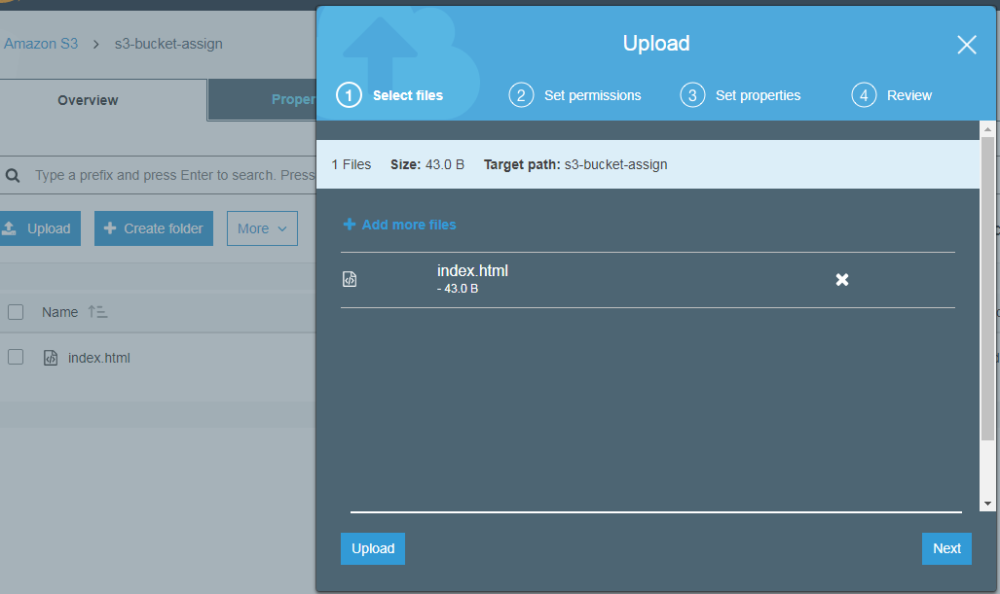 Amazon S3 > s3-bucket-assign
Overview
Proper
Type a prefix and press Enter to search. Press
Upload
Create folder
More
Name
index.html
Upload
1 Select files
2 Set permissions
3 Set properties
4 Review
1 Files Size: 43.0 B Target path: s3-bucket-assign
Add more files
index.html
- 43.0 B
Upload
Next